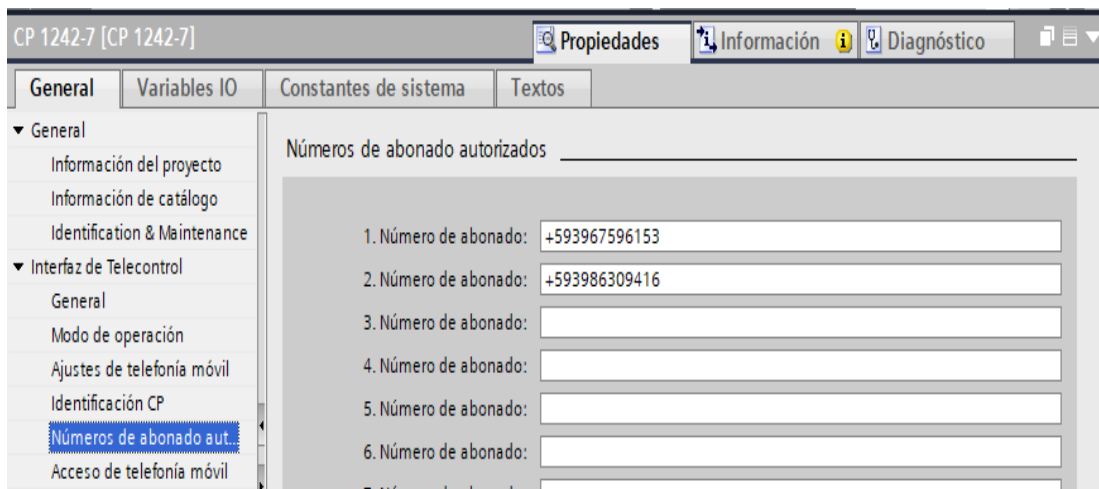 CP 1242-7 [CP 1242-7]
Propiedades
Información
Diagnóstico
General
Variables IO
Constantes de sistema
Textos
General
Información del proyecto
Información de catálogo
Identification & Maintenance
Interfaz de Telecontrol
General
Modo de operación
Ajustes de telefonía móvil
Identificación CP
Números de abonado aut...
Acceso de telefonía móvil
Números de abonado autorizados
1. Número de abonado: +593967596153
2. Número de abonado: +593986309416
3. Número de abonado:
4. Número de abonado:
5. Número de abonado:
6. Número de abonado: